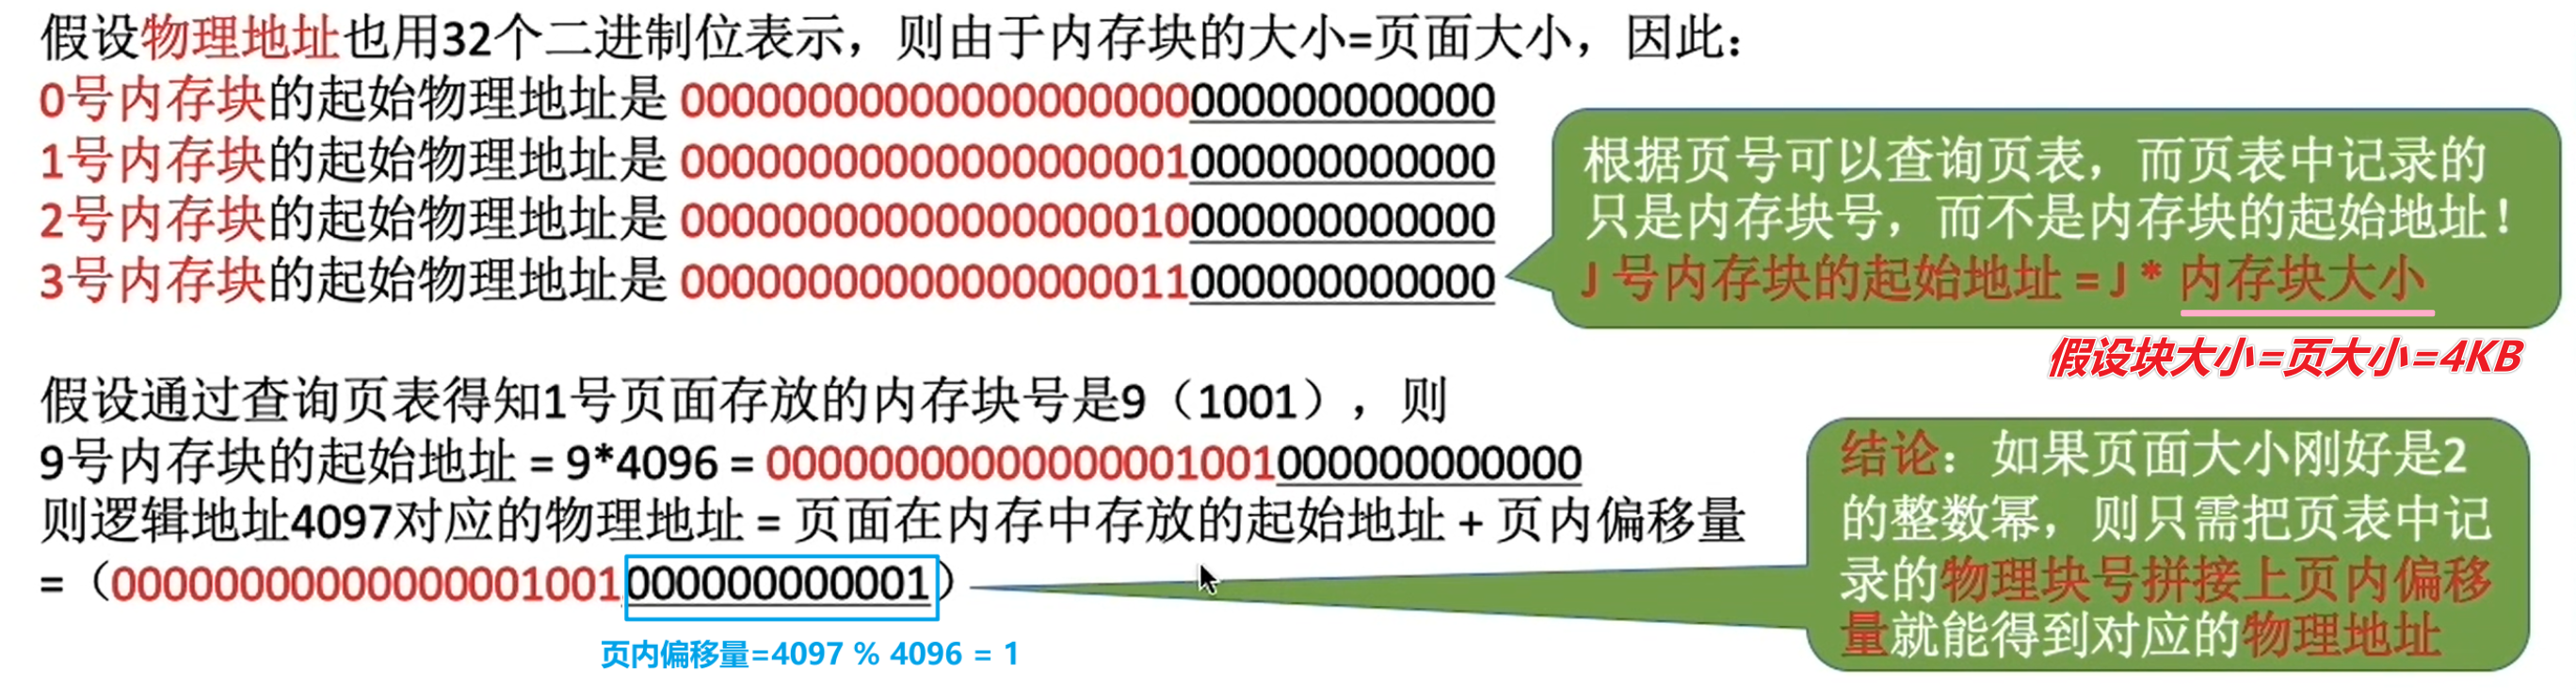 假设物理地址也用32个二进制位表示，则由于内存块的大小=页面大小，因此：
0号内存块的起始物理地址是 00000000000000000000000000000000
1号内存块的起始物理地址是 00000000000000000001000000000000
2号内存块的起始物理地址是 00000000000000000010000000000000
3号内存块的起始物理地址是 00000000000000000011000000000000
根据页号可以查询页表，而页表中记录的
只是内存块号，而不是内存块的起始地址！
J 号内存块的起始地址 = J * 内存块大小
假设块大小=页大小=4KB
假设通过查询页表得知1号页面存放的内存块号是9（1001），则
9号内存块的起始地址 = 9*4096 = 00000000000000001001000000000000
则逻辑地址4097对应的物理地址 = 页面在内存中存放的起始地址 + 页内偏移量
=（00000000000000001001000000000001）
页内偏移量=4097 % 4096 = 1
结论：如果页面大小刚好是2
的整数幂，则只需把页表中记
录的物理块号拼接上页内偏移
量就能得到对应的物理地址